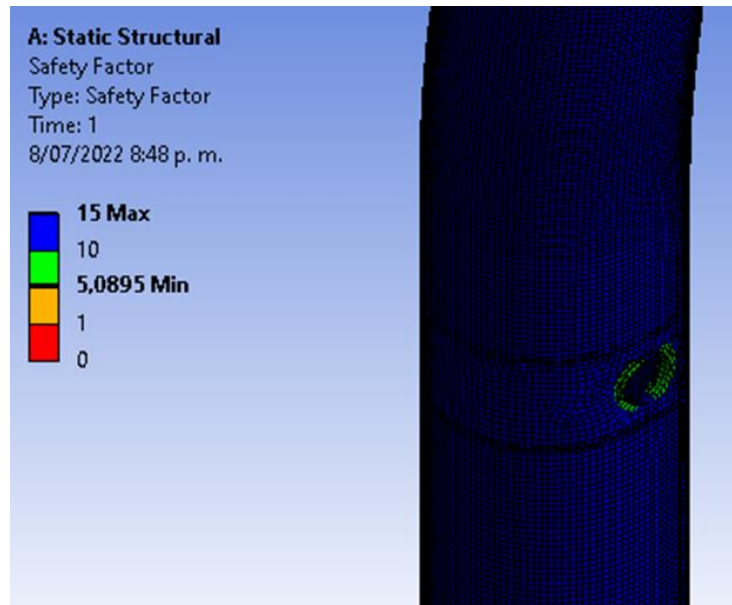 A: Static Structural
Safety Factor
Type: Safety Factor
Time: 1
8/07/2022 8:48 p. m.
15 Max
10
5,0895 Min
1
0